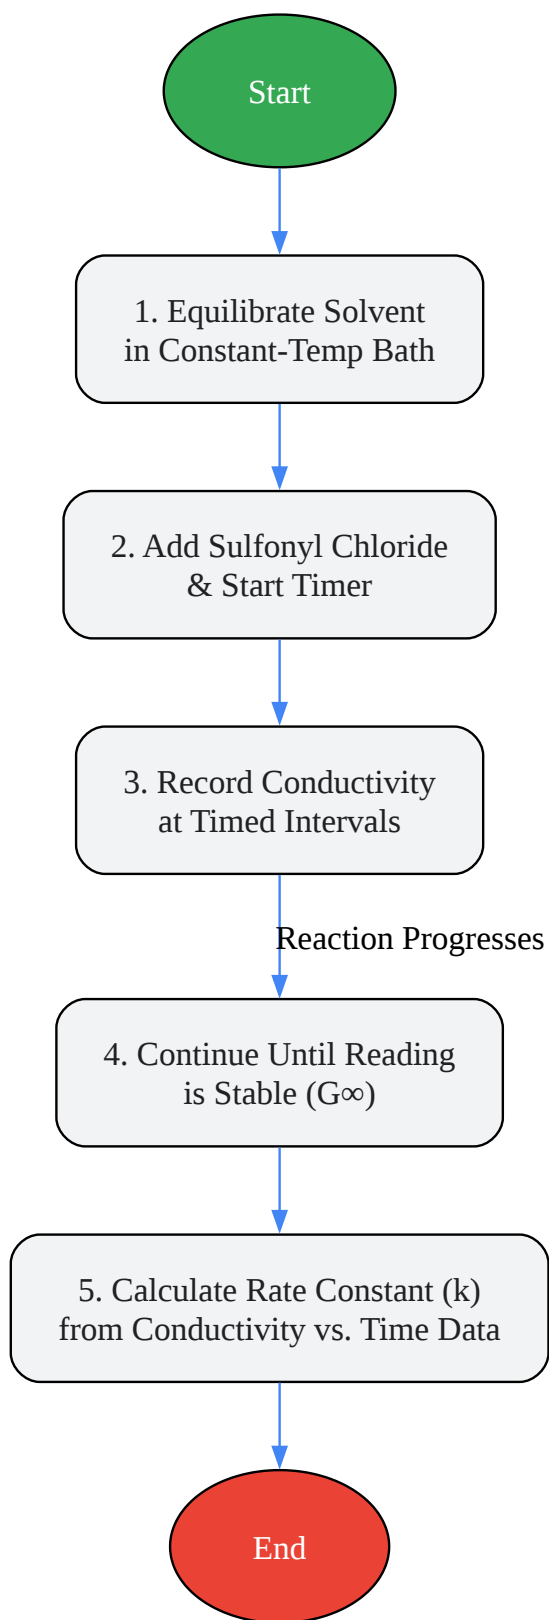 Start
1. Equilibrate Solvent
in Constant-Temp Bath
2. Add Sulfonyl Chloride
& Start Timer
3. Record Conductivity
at Timed Intervals
Reaction Progresses
4. Continue Until Reading
is Stable (G∞)
5. Calculate Rate Constant (k)
from Conductivity vs. Time Data
End